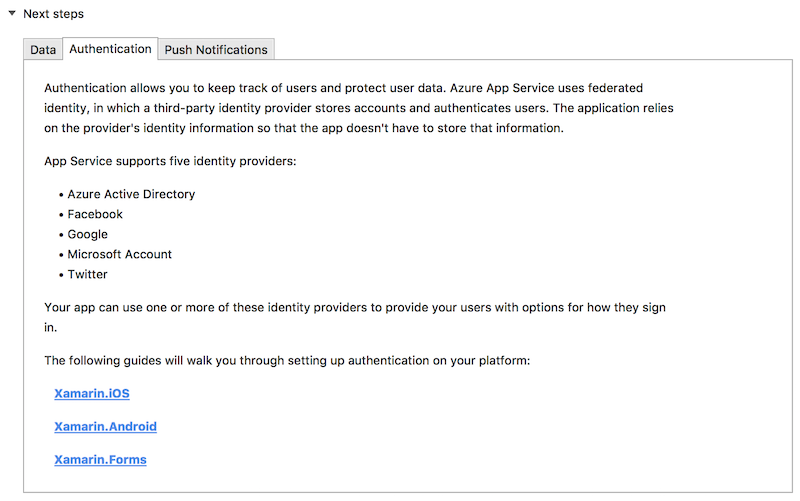 Next steps
Data Authentication Push Notifications
Authentication allows you to keep track of users and protect user data. Azure App Service uses federated
identity, in which a third-party identity provider stores accounts and authenticates users. The application relies
on the provider's identity information so that the app doesn't have to store that information.
App Service supports five identity providers:
• Azure Active Directory
• Facebook
• Google
• Microsoft Account
• Twitter
Your app can use one or more of these identity providers to provide your users with options for how they sign
in.
The following guides will walk you through setting up authentication on your platform:
Xamarin.iOS
Xamarin.Android
Xamarin.Forms